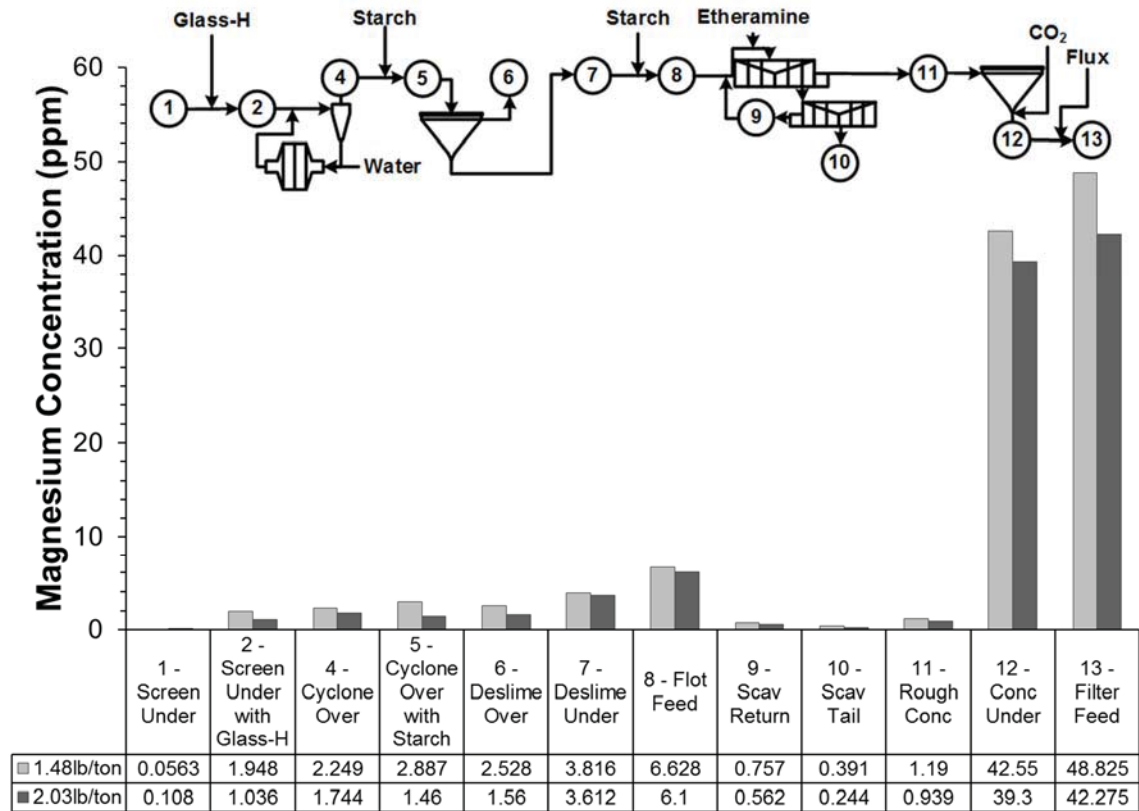 Glass-H
Starch
Starch
Etheramine
CO₂
Flux
1
2
4
5
6
7
8
9
10
11
12
13
Water
Magnesium Concentration (ppm)
60
50
40
30
20
10
0
1 -
Screen
Under
2 -
Screen
Under
with
Glass-H
4 -
Cyclone
Over
5 -
Cyclone
Over
with
Starch
6 -
Deslime
Over
7 -
Deslime
Under
8 - Flot
Feed
9 -
Scav
Return
10 -
Scav
Tail
11 -
Rough
Conc
12 -
Conc
Under
13 -
Filter
Feed
1.48lb/ton 0.0563 1.948 2.249 2.887 2.528 3.816 6.628 0.757 0.391 1.19 42.55 48.825
2.03lb/ton 0.108 1.036 1.744 1.46 1.56 3.612 6.1 0.562 0.244 0.939 39.3 42.275